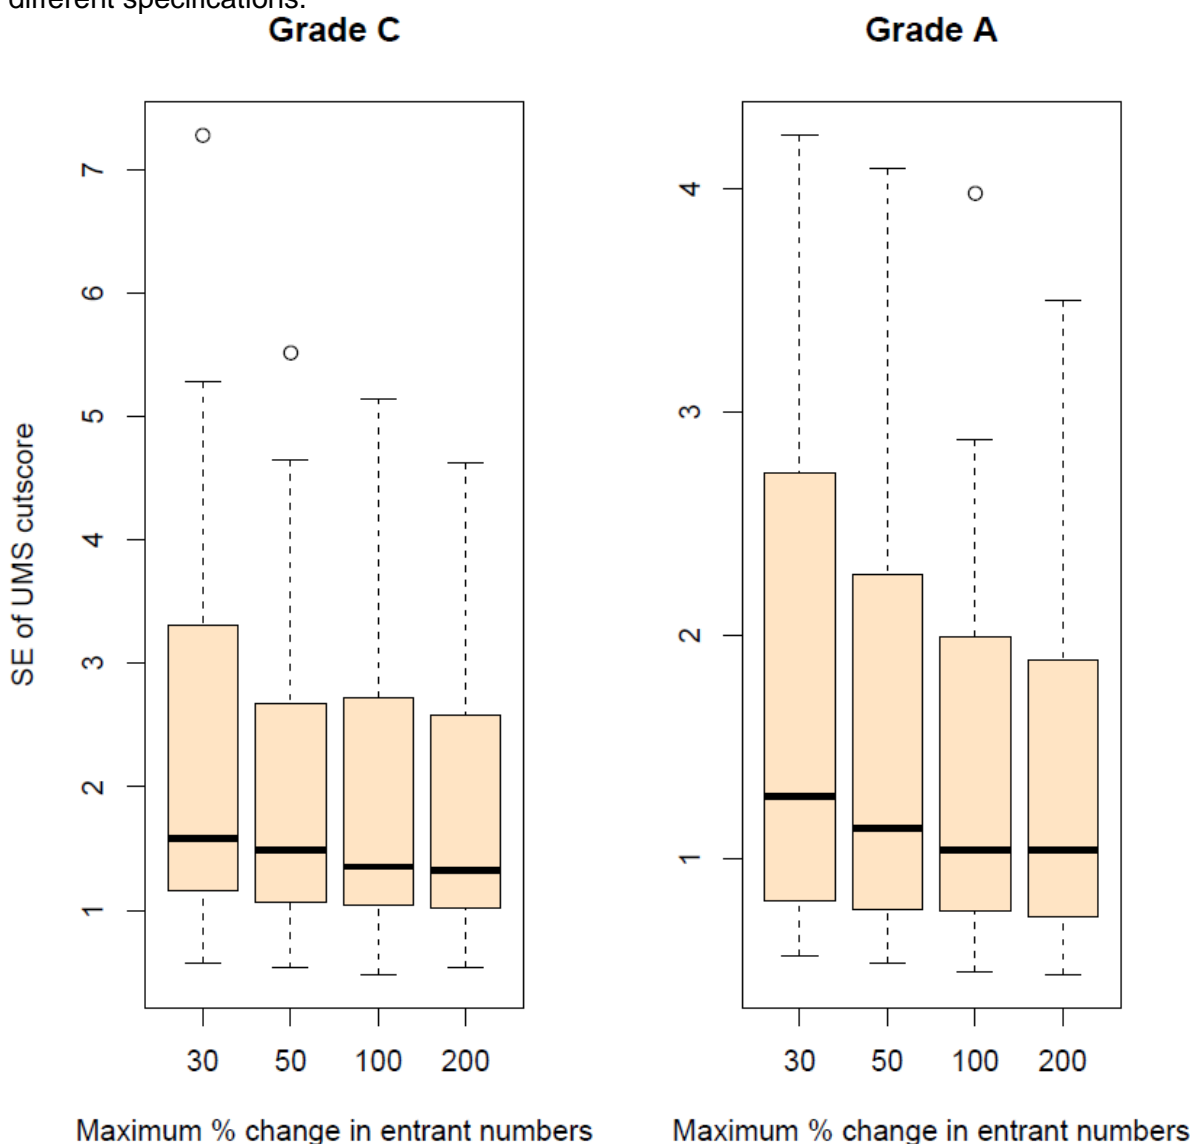 different specifications.
Grade C
Grade A
SE of UMS cutscore
7
6
5
4
3
2
1
4
3
2
1
30 50 100 200
30 50 100 200
Maximum % change in entrant numbers
Maximum % change in entrant numbers